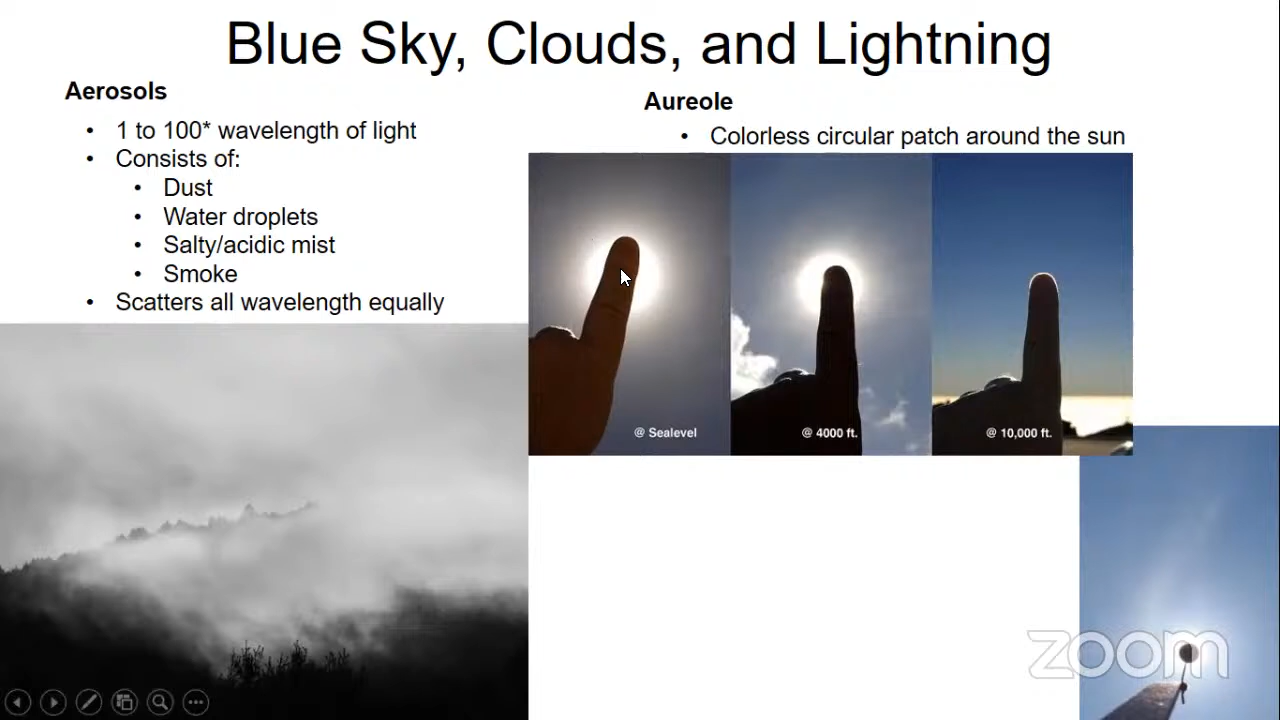 Blue Sky, Clouds, and Lightning
Aerosols
• 1 to 100* wavelength of light
• Consists of:
• Dust
• Water droplets
• Salty/acidic mist
• Smoke
• Scatters all wavelength equally
Aureole
• Colorless circular patch around the sun
@ Sealevel
@ 4000 ft.
@ 10,000 ft.
zoom